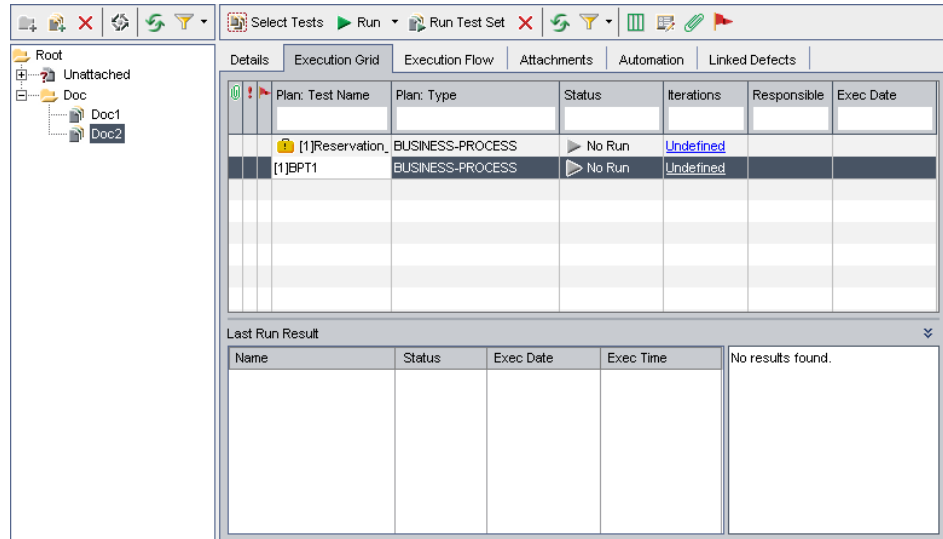 Select Tests Run Run Test Set
Root
Unattached
Doc
Doc1
Doc2
Details Execution Grid Execution Flow Attachments Automation Linked Defects
Plan: Test Name Plan: Type Status Iterations Responsible Exec Date
[1]Reservation_ BUSINESS-PROCESS No Run Undefined
[1]BPT1 BUSINESS-PROCESS No Run Undefined
Last Run Result
Name Status Exec Date Exec Time
No results found.